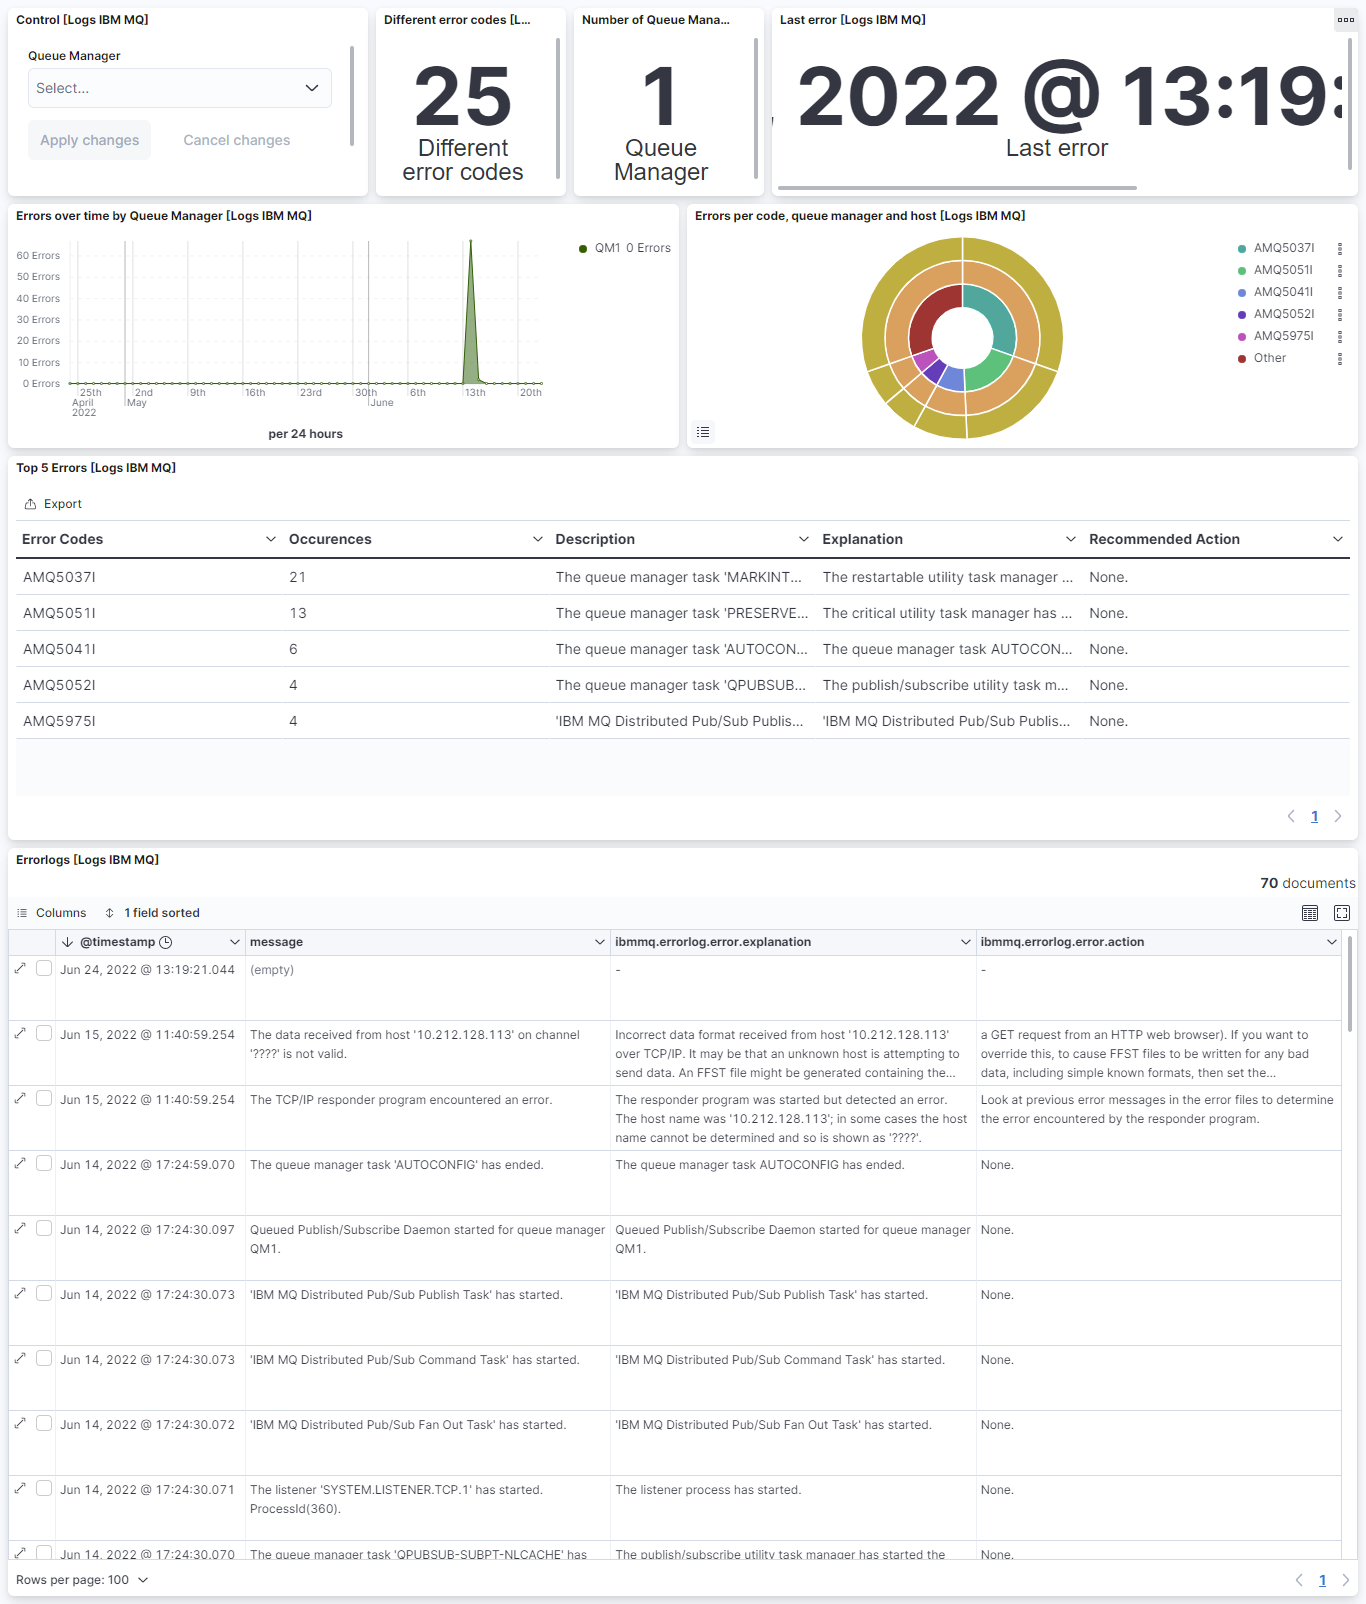 Control [Logs IBM MQ]
Queue Manager
Select...
Apply changes
Cancel changes
Different error codes [L...
25
Different
error codes
Number of Queue Mana...
1
Queue
Manager
Last error [Logs IBM MQ]
, 2022 @ 13:19:
Last error
Errors over time by Queue Manager [Logs IBM MQ]
60 Errors
50 Errors
40 Errors
30 Errors
20 Errors
10 Errors
0 Errors
25th
2nd
9th
16th
23rd
30th
6th
13th
20th
April
May
June
2022
per 24 hours
QM1 0 Errors
Errors per code, queue manager and host [Logs IBM MQ]
AMQ5037I
AMQ5051I
AMQ5041I
AMQ5052I
AMQ5975I
Other
Top 5 Errors [Logs IBM MQ]
Export
Error Codes Occurences Description Explanation Recommended Action
AMQ5037I 21 The queue manager task 'MARKINT... The restartable utility task manager ... None.
AMQ5051I 13 The queue manager task 'PRESERVE... The critical utility task manager has ... None.
AMQ5041I 6 The queue manager task 'AUTOCON... The queue manager task AUTOCON... None.
AMQ5052I 4 The queue manager task 'QPUBSUB... The publish/subscribe utility task m... None.
AMQ5975I 4 'IBM MQ Distributed Pub/Sub Publis... 'IBM MQ Distributed Pub/Sub Publis... None.
1
Errorlogs [Logs IBM MQ]
70 documents
Columns 1 field sorted
@timestamp message ibmmq.errorlog.error.explanation ibmmq.errorlog.error.action
Jun 24, 2022 @ 13:19:21.044 (empty) - -
Jun 15, 2022 @ 11:40:59.254 The data received from host '10.212.128.113' on channel Incorrect data format received from host '10.212.128.113' a GET request from an HTTP web browser). If you want to
'????' is not valid. over TCP/IP. It may be that an unknown host is attempting to override this, to cause FFST files to be written for any bad
send data. An FFST file might be generated containing the... data, including simple known formats, then set the...
Jun 15, 2022 @ 11:40:59.254 The TCP/IP responder program encountered an error. The responder program was started but detected an error. Look at previous error messages in the error files to determine
The host name was '10.212.128.113'; in some cases the host the error encountered by the responder program.
name cannot be determined and so is shown as '????'.
Jun 14, 2022 @ 17:24:59.070 The queue manager task 'AUTOCONFIG' has ended. The queue manager task AUTOCONFIG has ended. None.
Jun 14, 2022 @ 17:24:30.097 Queued Publish/Subscribe Daemon started for queue manager Queued Publish/Subscribe Daemon started for queue manager None.
QM1. QM1.
Jun 14, 2022 @ 17:24:30.073 'IBM MQ Distributed Pub/Sub Publish Task' has started. 'IBM MQ Distributed Pub/Sub Publish Task' has started. None.
Jun 14, 2022 @ 17:24:30.073 'IBM MQ Distributed Pub/Sub Command Task' has started. 'IBM MQ Distributed Pub/Sub Command Task' has started. None.
Jun 14, 2022 @ 17:24:30.072 'IBM MQ Distributed Pub/Sub Fan Out Task' has started. 'IBM MQ Distributed Pub/Sub Fan Out Task' has started. None.
Jun 14, 2022 @ 17:24:30.071 The listener 'SYSTEM.LISTENER.TCP.1' has started. The listener process has started. None.
ProcessId(360).
Jun 14, 2022 @ 17:24:30.070 The queue manager task 'QPUBSUB-SUBPT-NLCACHE' has The publish/subscribe utility task manager has started the None.
Rows per page: 100
1